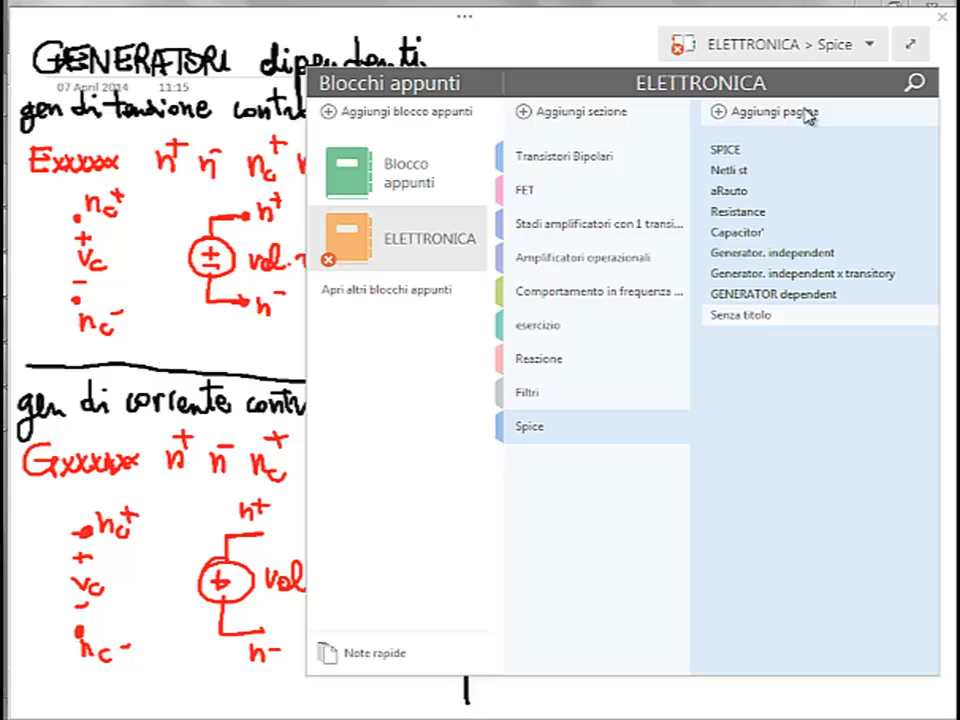 ELETTRONICA > Spice
GENERATORI dipendenti
07 April 2014 11:15
gen di tensione contr
Exxxxxx n+ n- nc+
nc+
+
vc
-
nc-
n+
±
vol.
n-
gen di corrente contr
Gxxxxxx n+ n- nc+
nc+
+
vc
-
nc-
n+
vol
n-
Blocchi appunti
Aggiungi blocco appunti
Blocco
appunti
ELETTRONICA
Apri altri blocchi appunti
Note rapide
ELETTRONICA
Aggiungi sezione
Transistori Bipolari
FET
Stadi amplificatori con 1 transi...
Amplificatori operazionali
Comportamento in frequenza ...
esercizio
Reazione
Filtri
Spice
Aggiungi pagina
SPICE
Netli st
aRauto
Resistance
Capacitor'
Generator. independent
Generator. independent x transitory
GENERATOR dependent
Senza titolo